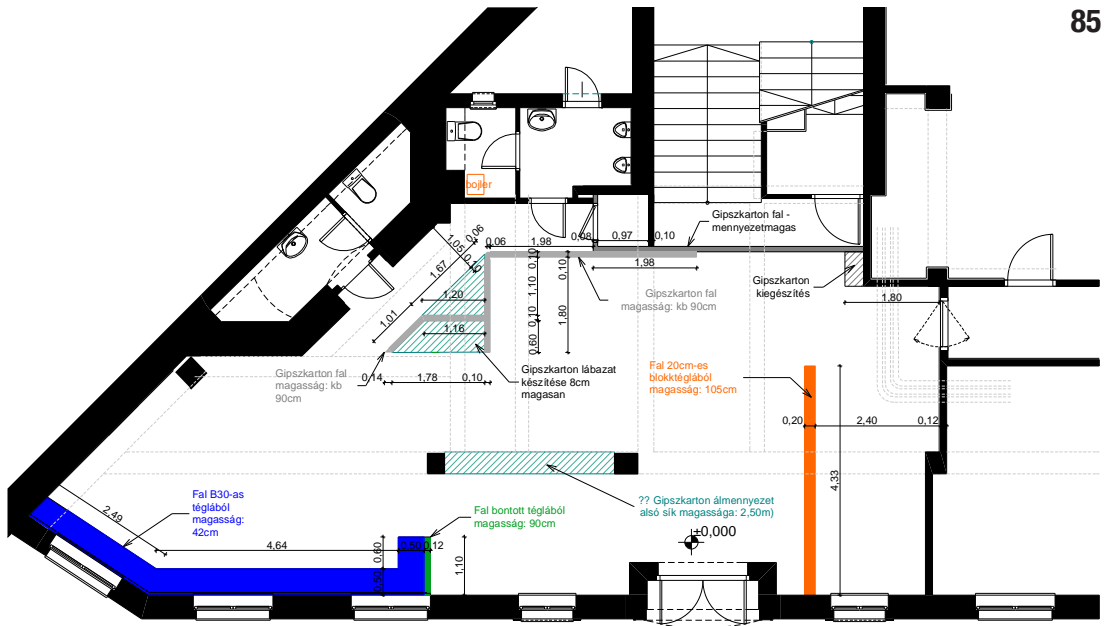 85
bojler
Gipszkarton fal -
mennyezetmagas
0,06
1,05
0,10
1,67
1,01
0,06
1,98
0,08
0,97
0,10
1,98
0,10
1,10
0,10
0,60
0,10
1,80
1,20
1,16
Gipszkarton
kiegészítés
1,80
Gipszkarton fal
magasság: kb 90cm
Gipszkarton fal
magasság: kb
90cm
0,14
1,78
0,10
Gipszkarton lábazat
készítése 8cm
magasan
Fal 20cm-es
blokktéglából
magasság: 105cm
0,20
2,40
0,12
4,33
Fal B30-as
téglából
magasság:
42cm
2,49
4,64
0,60
0,50
0,50
0,12
1,10
Fal bontott téglából
magasság: 90cm
?? Gipszkarton álmennyezet
alsó sík magassága: 2,50m)
±0,000